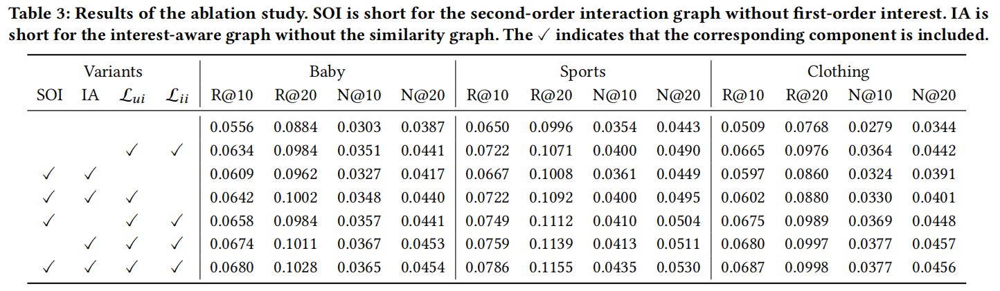 Table 3: Results of the ablation study. SOI is short for the second-order interaction graph without first-order interest. IA is
short for the interest-aware graph without the similarity graph. The ✓ indicates that the corresponding component is included.
Variants Baby Sports Clothing
SOI IA ℒui ℒii R@10 R@20 N@10 N@20 R@10 R@20 N@10 N@20 R@10 R@20 N@10 N@20
0.0556 0.0884 0.0303 0.0387 0.0650 0.0996 0.0354 0.0443 0.0509 0.0768 0.0279 0.0344
✓ ✓ 0.0634 0.0984 0.0351 0.0441 0.0722 0.1071 0.0400 0.0490 0.0665 0.0976 0.0364 0.0442
✓ ✓ 0.0609 0.0962 0.0327 0.0417 0.0667 0.1008 0.0361 0.0449 0.0597 0.0860 0.0324 0.0391
✓ ✓ ✓ 0.0642 0.1002 0.0348 0.0440 0.0722 0.1092 0.0400 0.0495 0.0602 0.0880 0.0330 0.0401
✓ ✓ ✓ 0.0658 0.0984 0.0357 0.0441 0.0749 0.1112 0.0410 0.0504 0.0675 0.0989 0.0369 0.0448
✓ ✓ ✓ 0.0674 0.1011 0.0367 0.0453 0.0759 0.1139 0.0413 0.0511 0.0680 0.0997 0.0377 0.0457
✓ ✓ ✓ ✓ 0.0680 0.1028 0.0365 0.0454 0.0786 0.1155 0.0435 0.0530 0.0687 0.0998 0.0377 0.0456